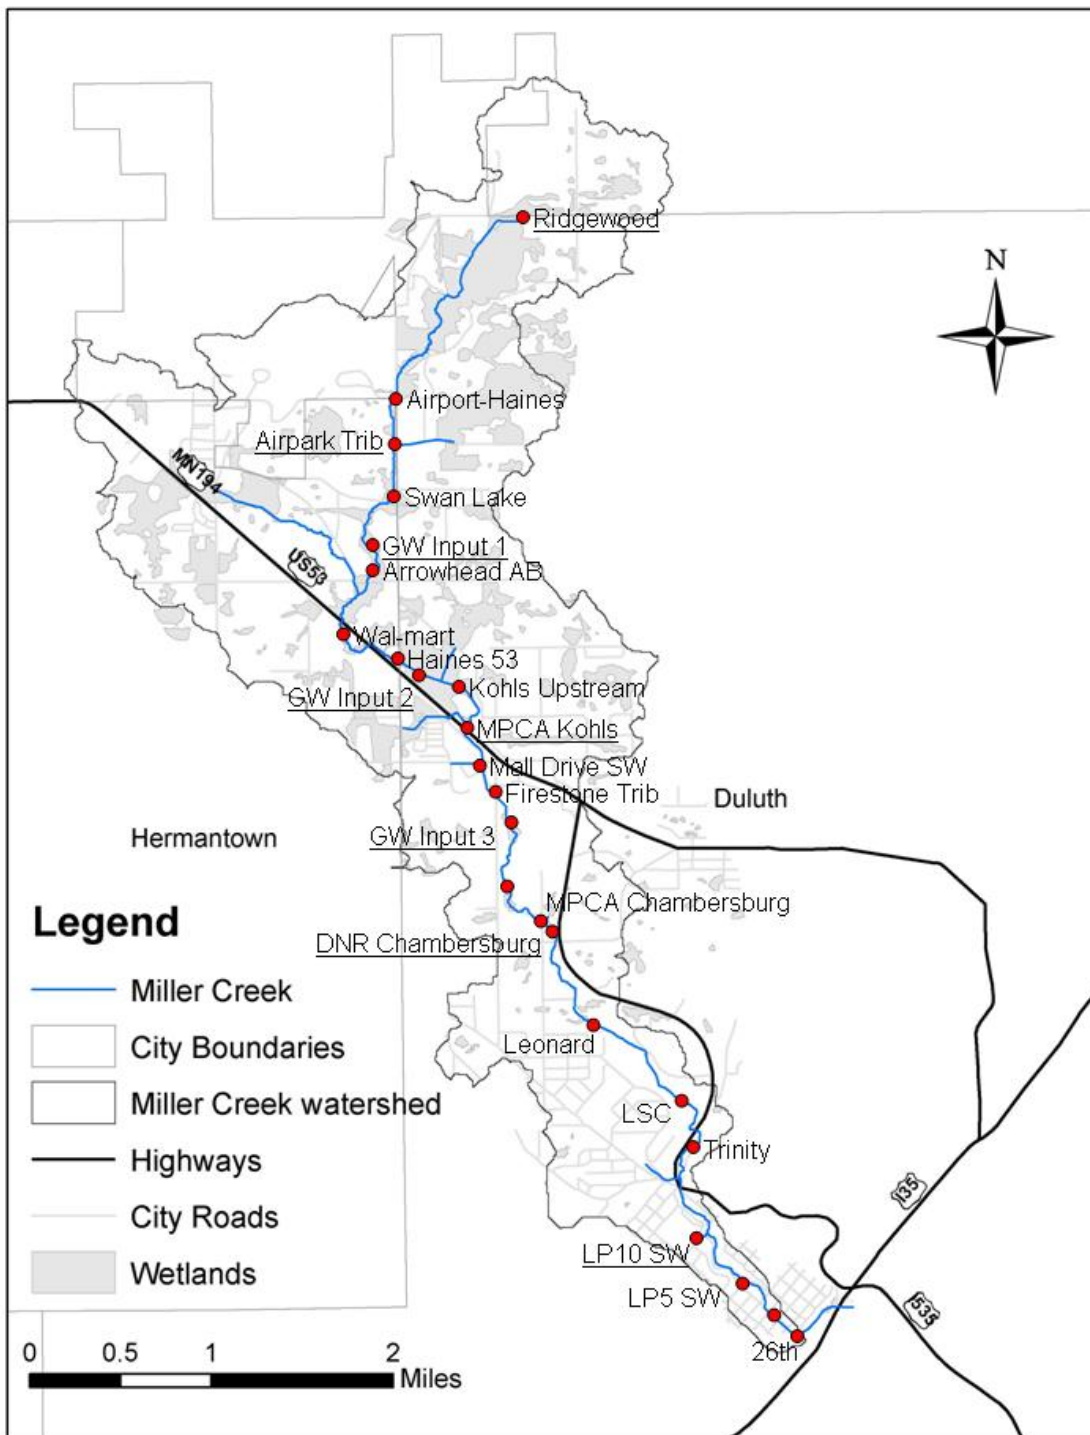 Ridgewood
N
Airport-Haines
Airpark Trib
MN194
Swan Lake
GW Input 1
US53
Arrowhead AB
Wal-mart
Haines 53
Kohls Upstream
GW Input 2
MPCA Kohls
Mall Drive SW
Firestone Trib
Duluth
GW Input 3
Hermantown
MPCA Chambersburg
DNR Chambersburg
Legend
Miller Creek
City Boundaries
Miller Creek watershed
Highways
City Roads
Wetlands
Leonard
LSC
Trinity
I35
LP10 SW
LP5 SW
535
26th
0 0.5 1 2
Miles